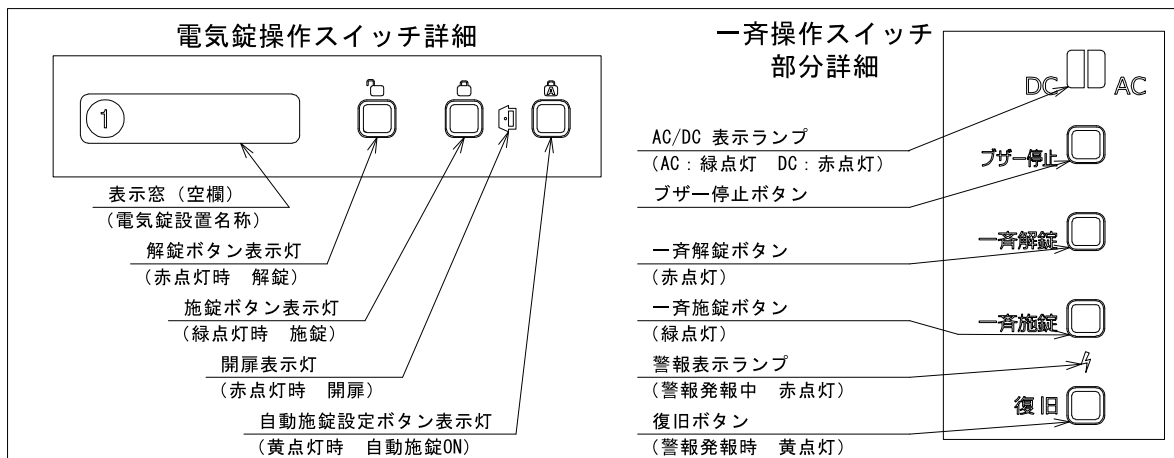 電気錠操作スイッチ詳細
1
A
表示窓（空欄）
(電気錠設置名称)
解錠ボタン表示灯
(赤点灯時　解錠)
施錠ボタン表示灯
(緑点灯時　施錠)
開扉表示灯
(赤点灯時　開扉)
自動施錠設定ボタン表示灯
(黄点灯時　自動施錠ON)
一斉操作スイッチ
部分詳細
DC AC
AC/DC 表示ランプ
(AC：緑点灯　DC：赤点灯)
ブザー停止
ブザー停止ボタン
一斉解錠
一斉解錠ボタン
(赤点灯)
一斉施錠ボタン
(緑点灯)
一斉施錠
警報表示ランプ
(警報発報中　赤点灯)
復旧
復旧ボタン
(警報発報時　黄点灯)